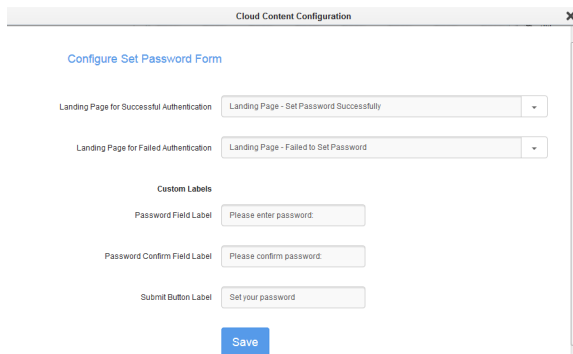 Cloud Content Configuration
Configure Set Password Form
Landing Page for Successful Authentication Landing Page - Set Password Successfully
Landing Page for Failed Authentication Landing Page - Failed to Set Password
Custom Labels
Password Field Label Please enter password:
Password Confirm Field Label Please confirm password:
Submit Button Label Set your password
Save